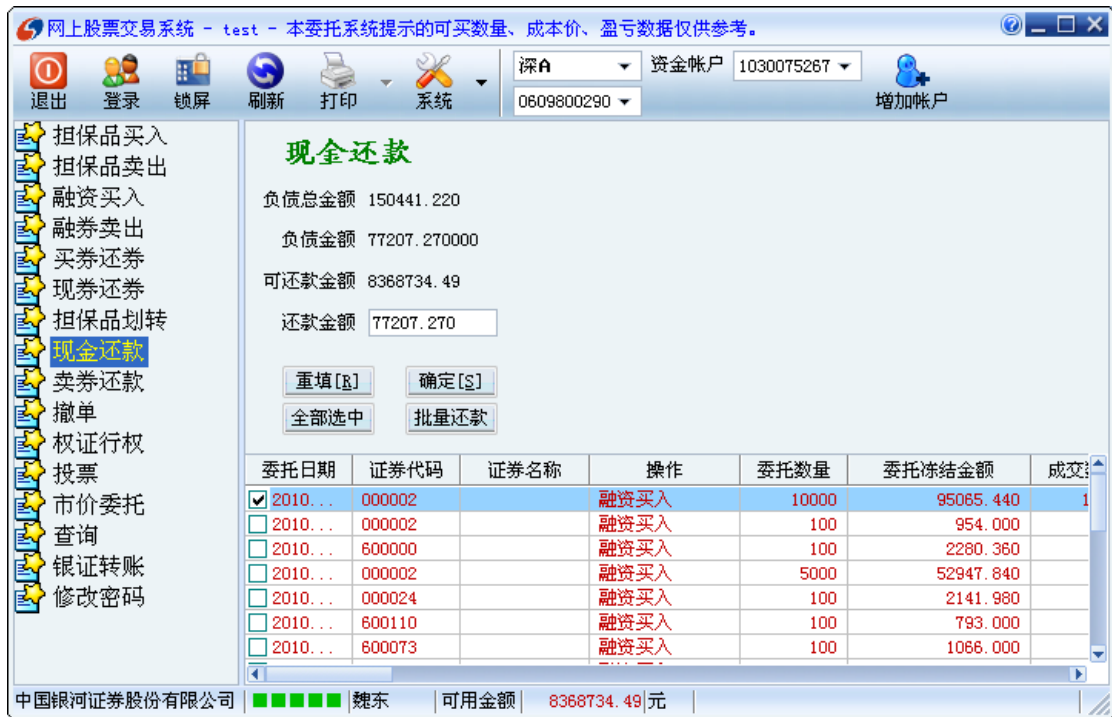 网上股票交易系统 - test - 本委托系统提示的可买数量、成本价、盈亏数据仅供参考。
退出 登录 锁屏 刷新 打印 系统 深A 资金帐户 1030075267 增加帐户
0609800290
担保品买入
担保品卖出
融资买入
融券卖出
买券还券
现券还券
担保品划转
现金还款
卖券还款
撤单
权证行权
投票
市价委托
查询
银证转账
修改密码
现金还款
负债总金额 150441.220
负债金额 77207.270000
可还款金额 8368734.49
还款金额 77207.270
重填[R] 确定[S]
全部选中 批量还款
委托日期 证券代码 证券名称 操作 委托数量 委托冻结金额 成交
2010... 000002 融资买入 10000 95065.440 1
2010... 000002 融资买入 100 954.000
2010... 600000 融资买入 100 2280.360
2010... 000002 融资买入 5000 52947.840
2010... 000024 融资买入 100 2141.980
2010... 600110 融资买入 100 793.000
2010... 600073 融资买入 100 1066.000
中国银河证券股份有限公司 魏东 可用金额 8368734.49 元